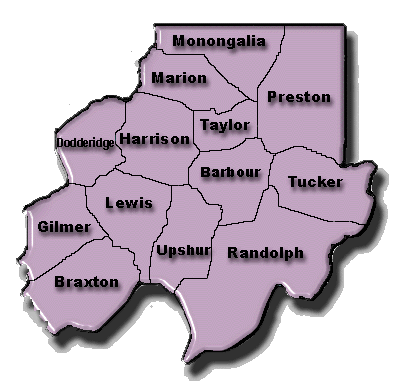 Monongalia
Marion
Preston
Taylor
Dodderidge
Harrison
Barbour
Tucker
Lewis
Gilmer
Upshur
Randolph
Braxton